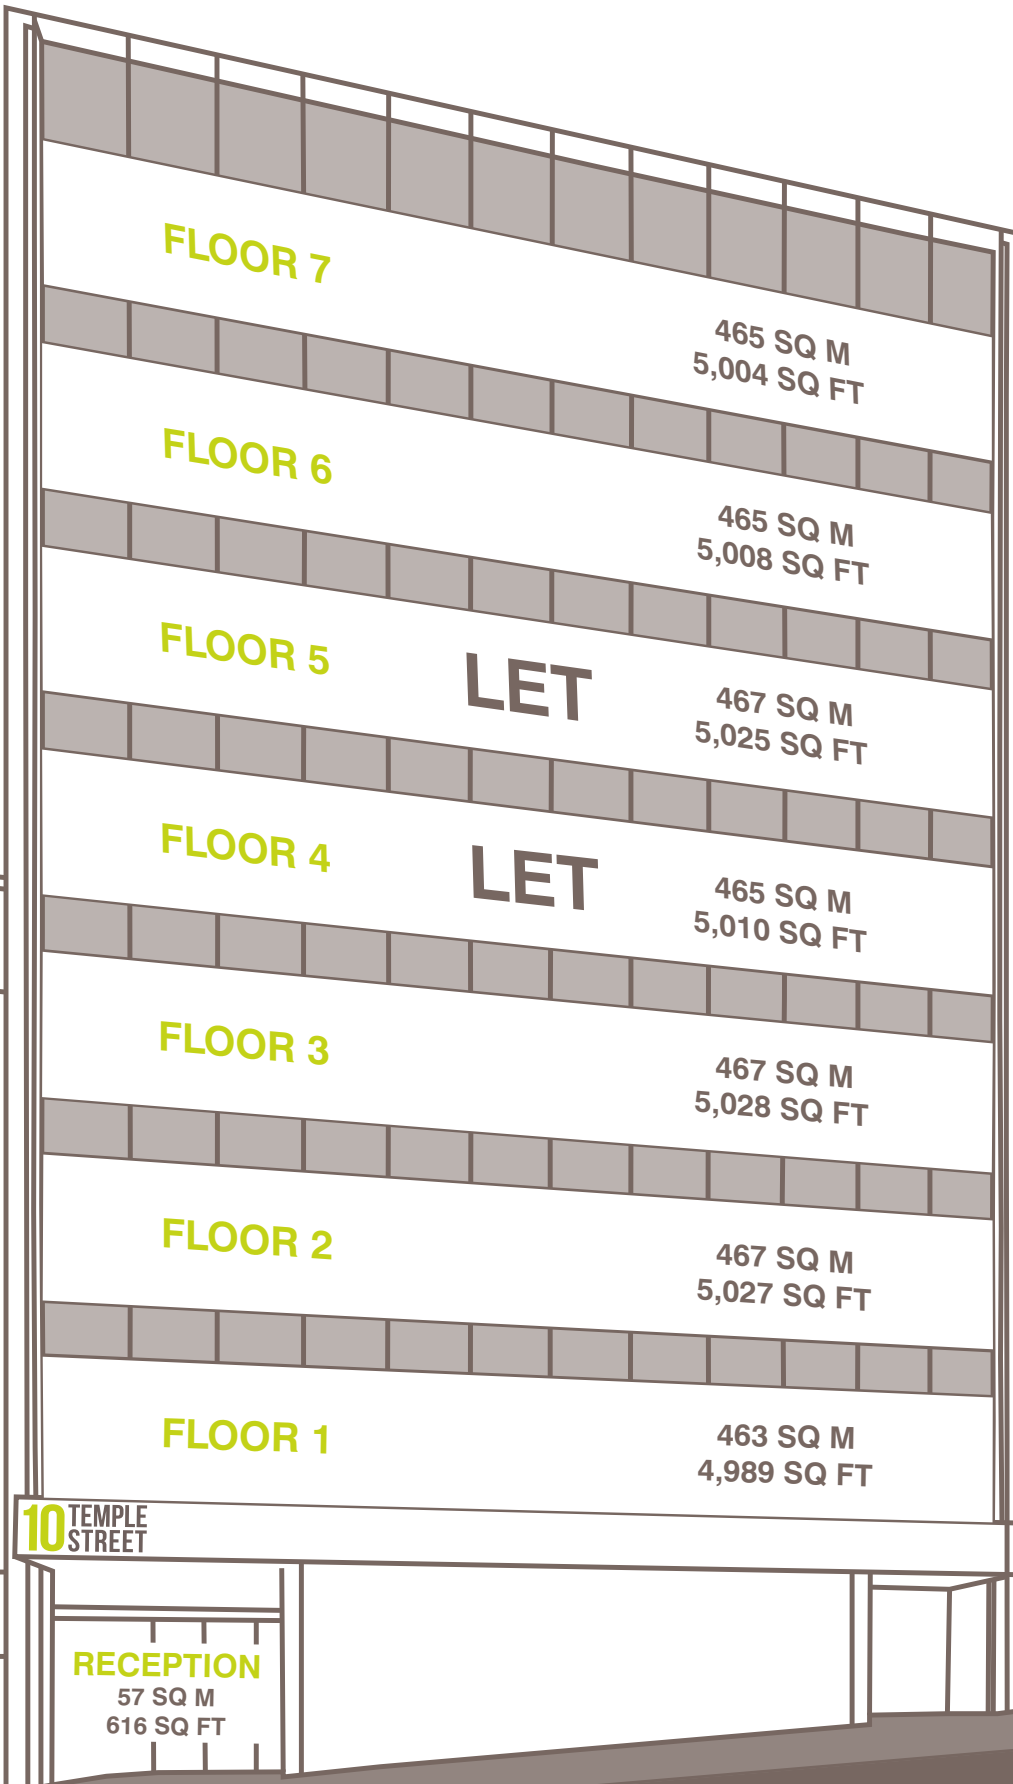 FLOOR 7
465 SQ M
5,004 SQ FT
FLOOR 6
465 SQ M
5,008 SQ FT
FLOOR 5
LET
467 SQ M
5,025 SQ FT
FLOOR 4
LET
465 SQ M
5,010 SQ FT
FLOOR 3
467 SQ M
5,028 SQ FT
FLOOR 2
467 SQ M
5,027 SQ FT
FLOOR 1
463 SQ M
4,989 SQ FT
10 TEMPLE
STREET
RECEPTION
57 SQ M
616 SQ FT